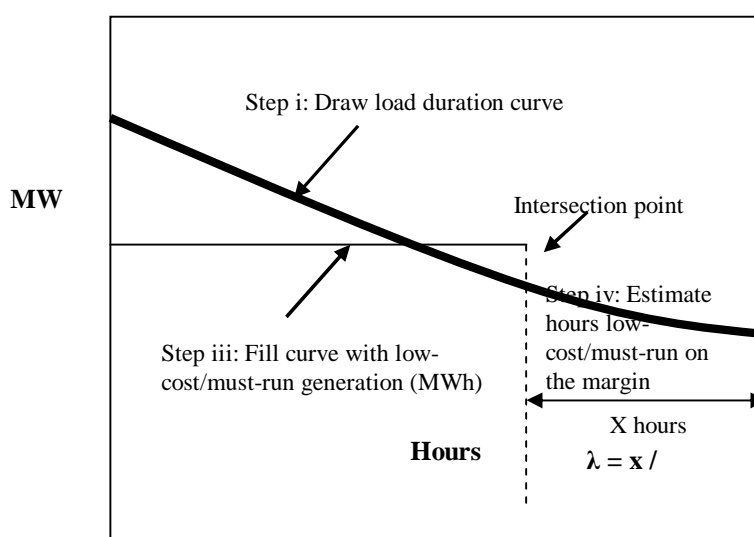 Step i: Draw load duration curve
MW
Intersection point
Step iv: Estimate
hours low-
cost/must-run on
the margin
Step iii: Fill curve with low-
cost/must-run generation (MWh)
X hours
Hours
λ = x /